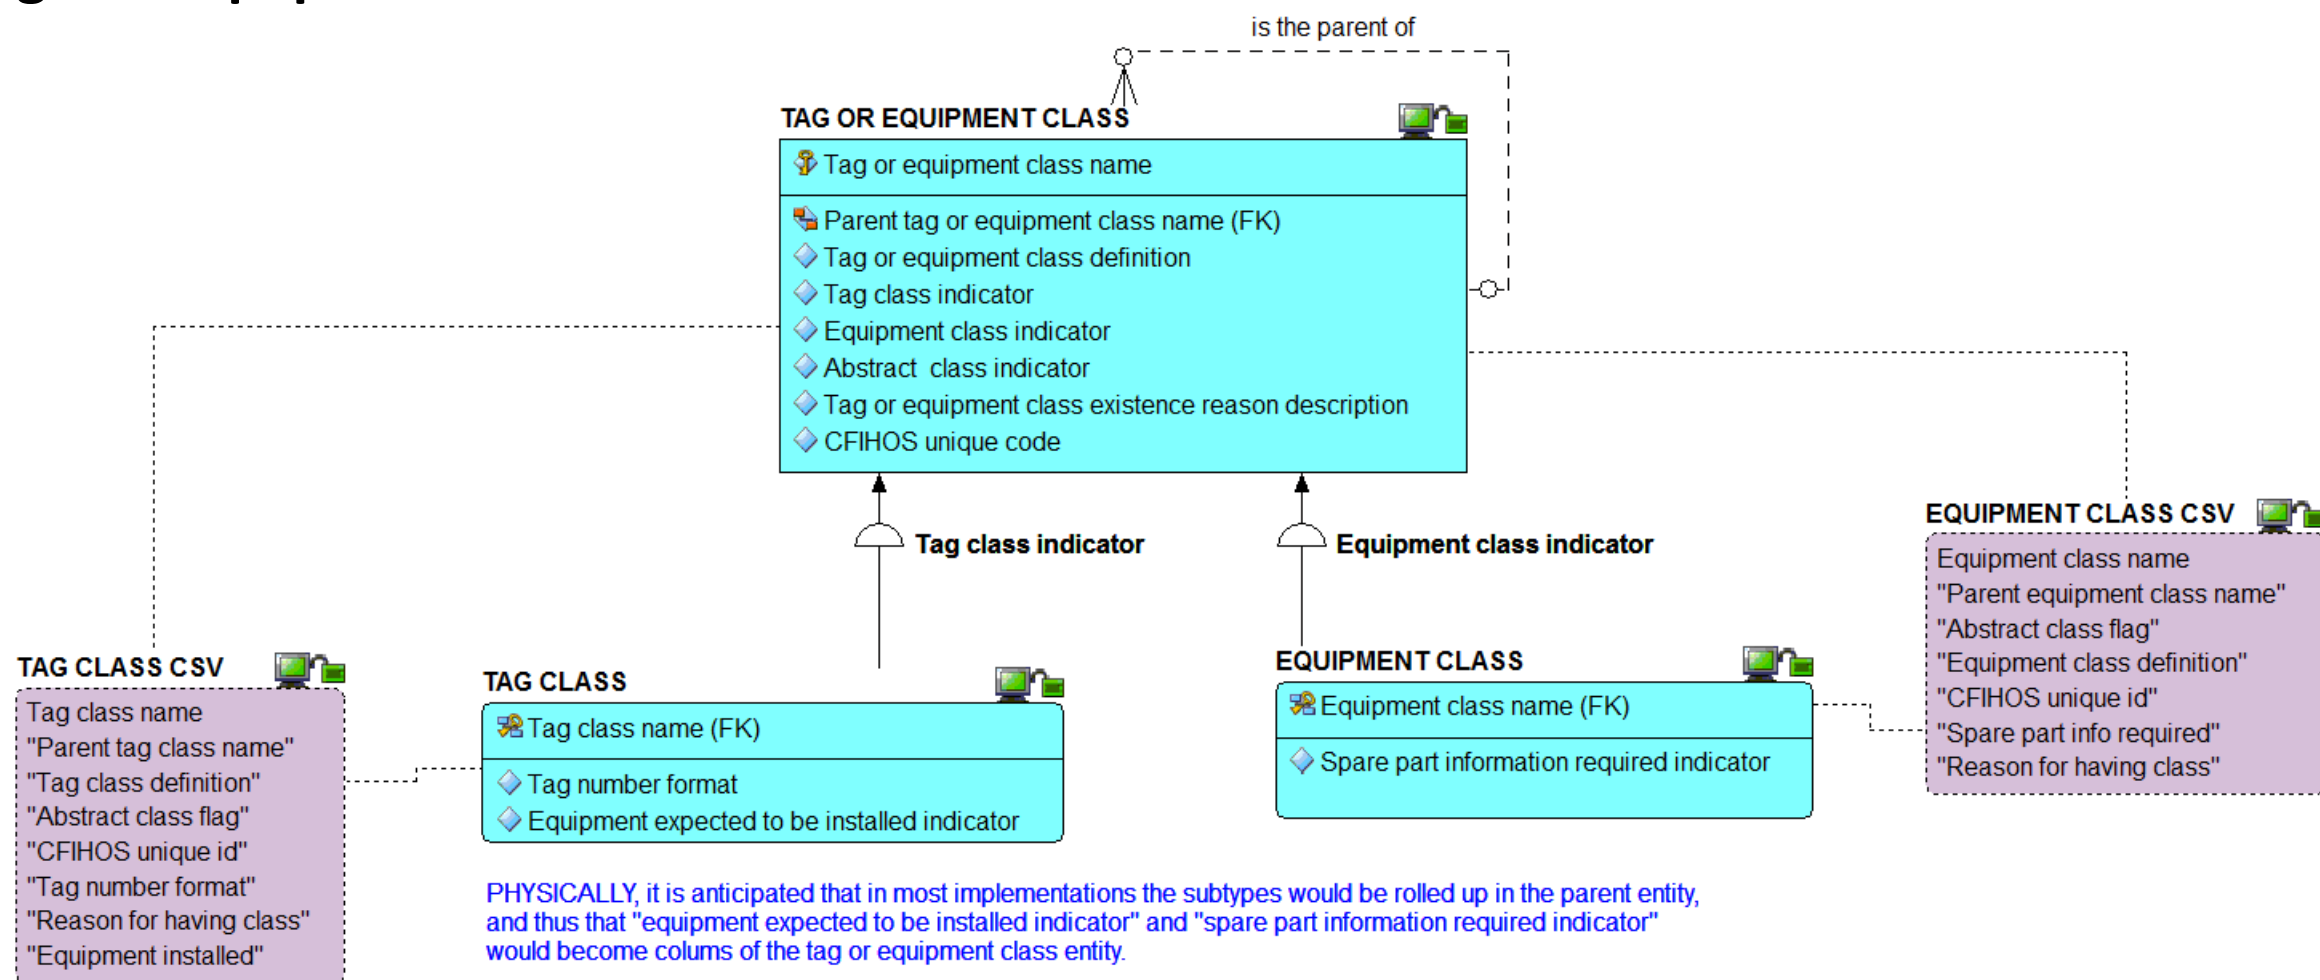 is the parent of
TAG OR EQUIPMENT CLASS
Tag or equipment class name
Parent tag or equipment class name (FK)
Tag or equipment class definition
Tag class indicator
Equipment class indicator
Abstract  class indicator
Tag or equipment class existence reason description
CFIHOS unique code
Tag class indicator
Equipment class indicator
EQUIPMENT CLASS CSV
Equipment class name
"Parent equipment class name"
"Abstract class flag"
"Equipment class definition"
"CFIHOS unique id"
"Spare part info required"
"Reason for having class"
TAG CLASS CSV
Tag class name
"Parent tag class name"
"Tag class definition"
"Abstract class flag"
"CFIHOS unique id"
"Tag number format"
"Reason for having class"
"Equipment installed"
TAG CLASS
Tag class name (FK)
Tag number format
Equipment expected to be installed indicator
EQUIPMENT CLASS
Equipment class name (FK)
Spare part information required indicator
PHYSICALLY, it is anticipated that in most implementations the subtypes would be rolled up in the parent entity,
and thus that "equipment expected to be installed indicator" and "spare part information required indicator"
would become colums of the tag or equipment class entity.